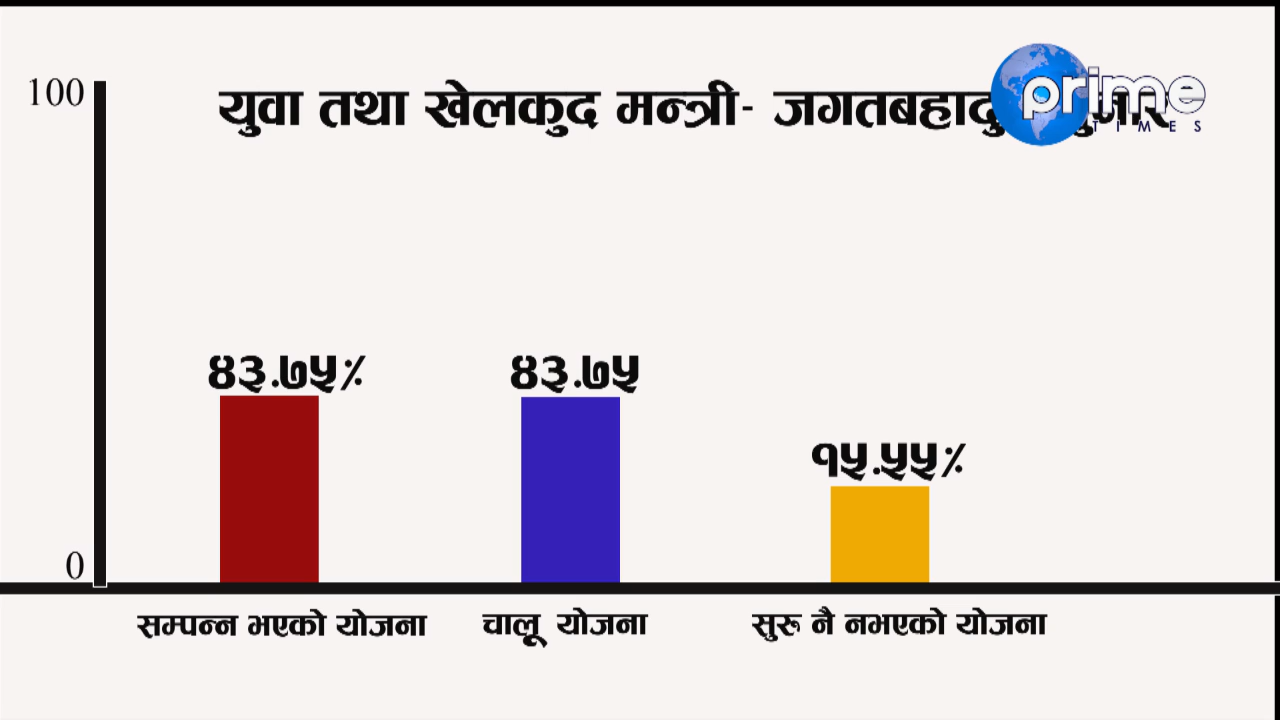 100
युवा तथा खेलकुद मन्त्री- जगतबहादुर
prime
TIMES
४३.७५%
४३.७५
१५.५५%
0
सम्पन्न भएको योजना
चालू योजना
सुरू नै नभएको योजना